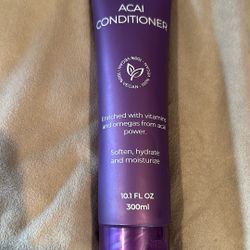 ACAI
CONDITIONER
VEGAN
Enriched with vitamins
and omegas from acai
power.
Soften, hydrate
and moisturize
10.1 FL OZ
300ml